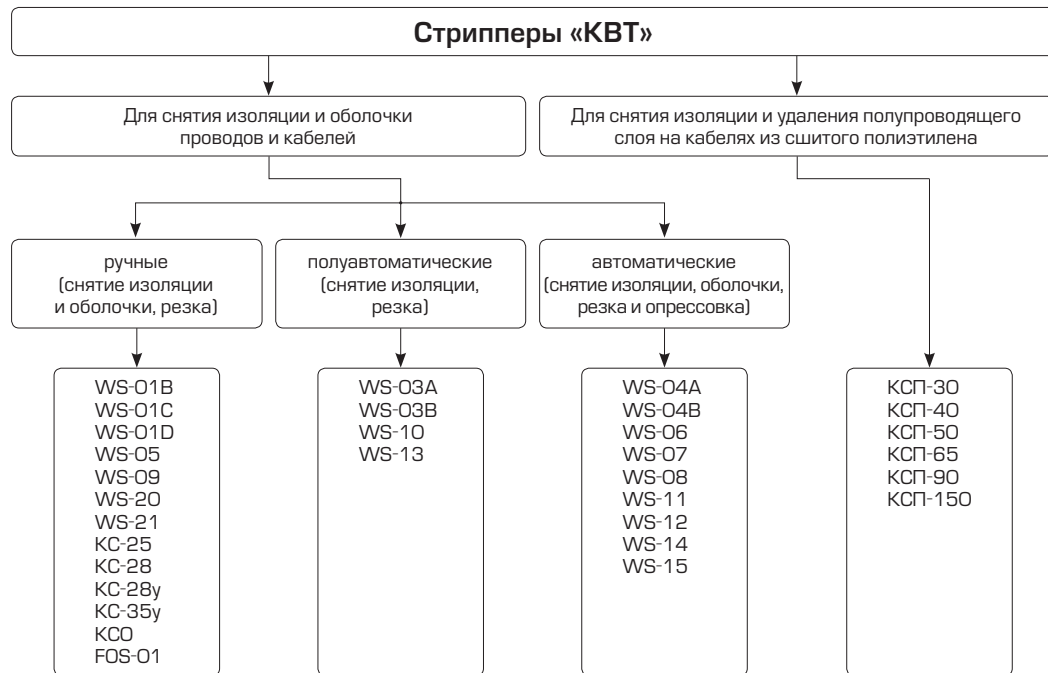 Стрипперы «КВТ»
Для снятия изоляции и оболочки
проводов и кабелей
Для снятия изоляции и удаления полупроводящего
слоя на кабелях из сшитого полиэтилена
ручные
(снятие изоляции
и оболочки, резка)
полуавтоматические
(снятие изоляции,
резка)
автоматические
(снятие изоляции, оболочки,
резка и опрессовка)
WS-01B
WS-01C
WS-01D
WS-05
WS-09
WS-20
WS-21
КС-25
КС-28
КС-28у
КС-35у
КСО
FOS-01
WS-03A
WS-03B
WS-10
WS-13
WS-04A
WS-04B
WS-06
WS-07
WS-08
WS-11
WS-12
WS-14
WS-15
КСП-30
КСП-40
КСП-50
КСП-65
КСП-90
КСП-150